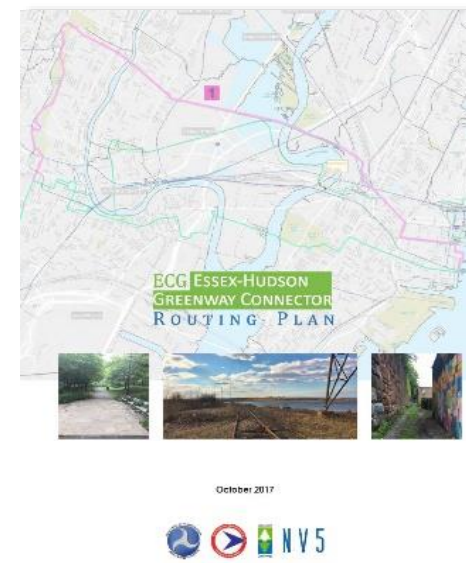 1
ECG ESSEX-HUDSON
GREENWAY CONNECTOR
ROUTING PLAN
October 2017
NV5